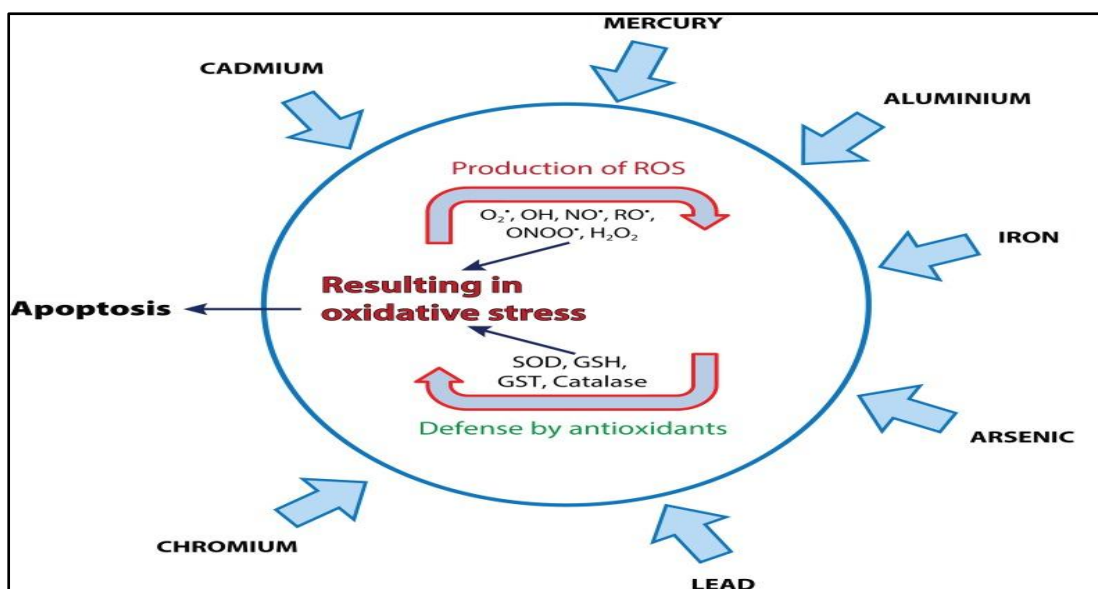 MERCURY
CADMIUM
ALUMINIUM
Production of ROS
O₂•, OH, NO•, RO•,
ONOO•, H₂O₂
IRON
Resulting in
oxidative stress
Apoptosis
SOD, GSH,
GST, Catalase
Defense by antioxidants
ARSENIC
CHROMIUM
LEAD